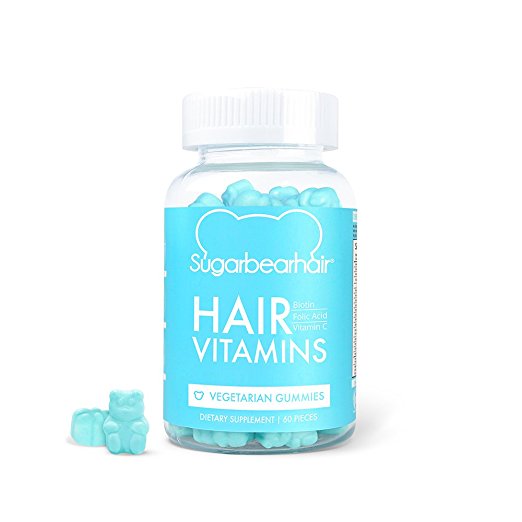 Sugarbearhair®
HAIR
Biotin
Folic Acid
Vitamin C
VITAMINS
VEGETARIAN GUMMIES
DIETARY SUPPLEMENT | 60 PIECES